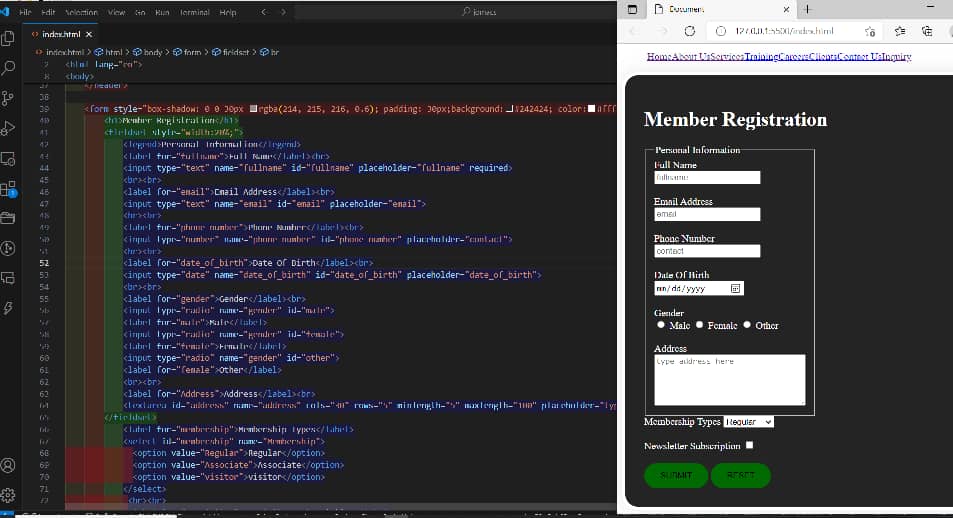 File Edit Selection View Go Run Terminal Help
jomacs
index.html
index.html > html > body > form > fieldset > br
2 <html lang="en">
8 <body>
37 </header>
38
39 <form style="box-shadow: 0 0 30px rgba(214, 215, 216, 0.6); padding: 30px;background: #242424; color: #fff
40 <h1>Member Registration</h1>
41 <fieldset style="width:20%;">
42 <legend>Personal Information</legend>
43 <label for="fullname">Full Name</label><br>
44 <input type="text" name="fullname" id="fullname" placeholder="fullname" required>
45 <br><br>
46 <label for="email">Email Address</label><br>
47 <input type="text" name="email" id="email" placeholder="email">
48 <br><br>
49 <label for="phone number">Phone Number</label><br>
50 <input type="number" name="phone number" id="phone number" placeholder="contact">
51 <br><br>
52 <label for="date_of_birth">Date Of Birth</label><br>
53 <input type="date" name="date_of_birth" id="date_of_birth" placeholder="date_of_birth">
54 <br><br>
55 <label for="gender">Gender</label><br>
56 <input type="radio" name="gender" id="male">
57 <label for="male">Male</label>
58 <input type="radio" name="gender" id="female">
59 <label for="female">Female</label>
60 <input type="radio" name="gender" id="other">
61 <label for="female">Other</label>
62 <br><br>
63 <label for="Address">Address</label><br>
64 <textarea id="address" name="address" cols="30" rows="5" minlength="5" maxlength="100" placeholder="typ
65 </fieldset>
66 <label for="membership">Membership Types</label>
67 <select id="membership" name="Membership">
68 <option value="Regular">Regular</option>
69 <option value="Associate">Associate</option>
70 <option value="visitor">visitor</option>
71 </select>
72 <br><br>
Document
127.0.0.1:5500/index.html
HomeAbout UsServicesTrainingCareersClientsContact UsInquiry
Member Registration
Personal Information
Full Name
fullname
Email Address
email
Phone Number
contact
Date Of Birth
mm/dd/yyyy
Gender
Male Female Other
Address
type address here
Membership Types Regular
Newsletter Subscription
SUBMIT RESET